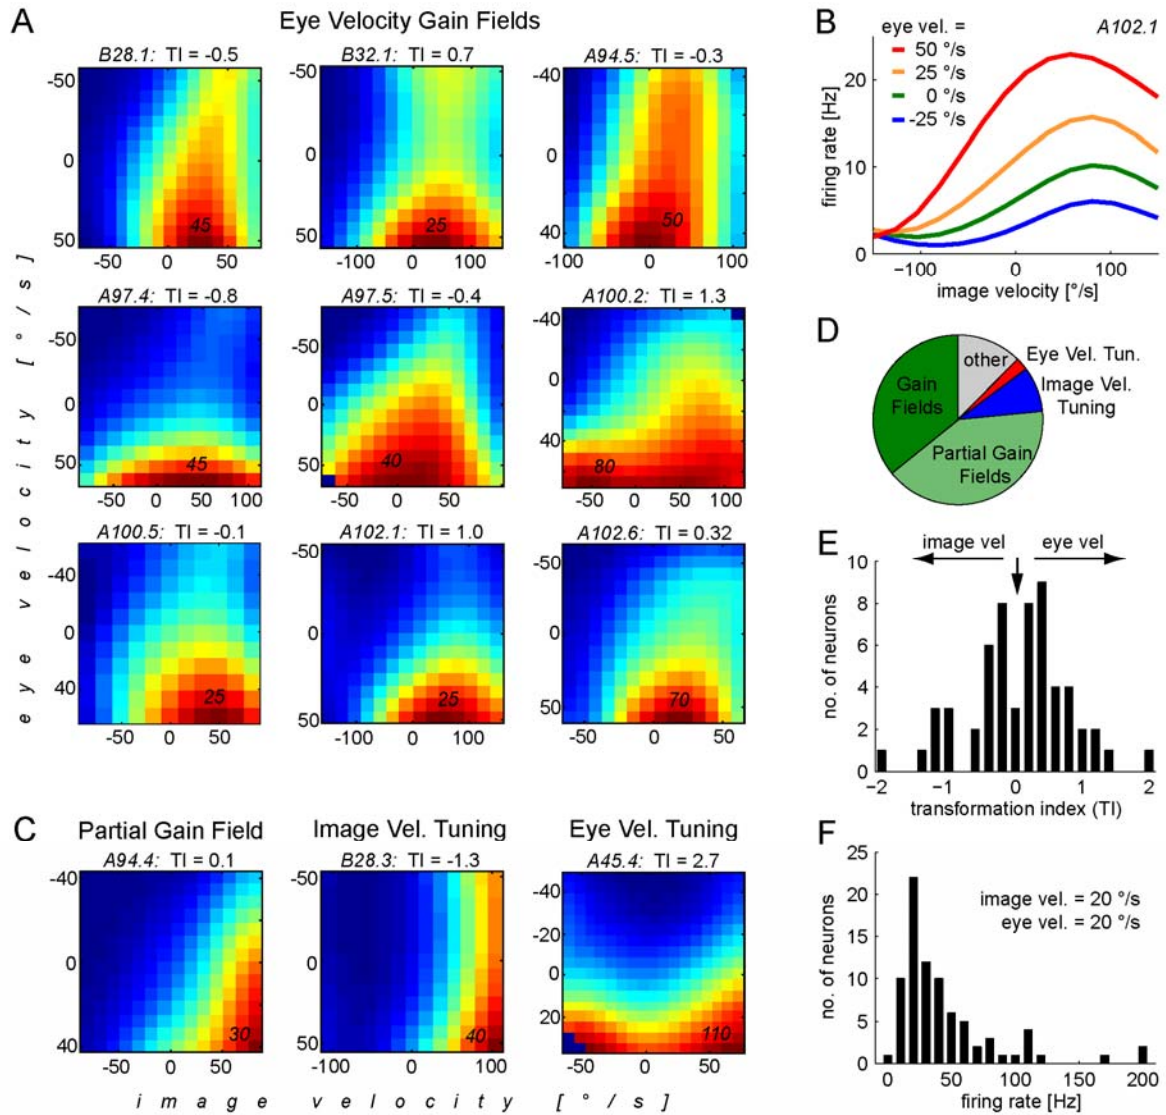 A
Eye Velocity Gain Fields
B28.1: TI = -0.5
B32.1: TI = 0.7
A94.5: TI = -0.3
-50
0
50
-50
0
50
-50
0
50
-100
0
100
-40
0
40
-100
0
100
45
25
50
A97.4: TI = -0.8
A97.5: TI = -0.4
A100.2: TI = 1.3
-50
0
50
-50
0
50
100
-50
0
50
-50
0
50
-40
0
40
-50
0
50
100
45
40
80
A100.5: TI = -0.1
A102.1: TI = 1.0
A102.6: TI = 0.32
-40
0
40
-50
0
50
-50
0
50
-100
0
100
-50
0
50
-50
0
50
25
25
70
eye velocity [°/s]
B
eye vel. =
A102.1
50 °/s
25 °/s
0 °/s
-25 °/s
firing rate [Hz]
20
10
0
-100
0
100
image velocity [°/s]
C
Partial Gain Field
Image Vel. Tuning
Eye Vel. Tuning
A94.4: TI = 0.1
B28.3: TI = -1.3
A45.4: TI = 2.7
-40
0
40
-50
0
50
-50
0
50
-100
0
100
-40
-20
0
20
-50
0
50
30
40
110
image velocity [°/s]
D
other
Eye Vel. Tun.
Image Vel.
Tuning
Gain
Fields
Partial Gain
Fields
E
image vel
eye vel
no. of neurons
10
8
6
4
2
0
−2
−1
0
1
2
transformation index (TI)
F
image vel. = 20 °/s
eye vel. = 20 °/s
no. of neurons
25
20
15
10
5
0
0
50
100
150
200
firing rate [Hz]